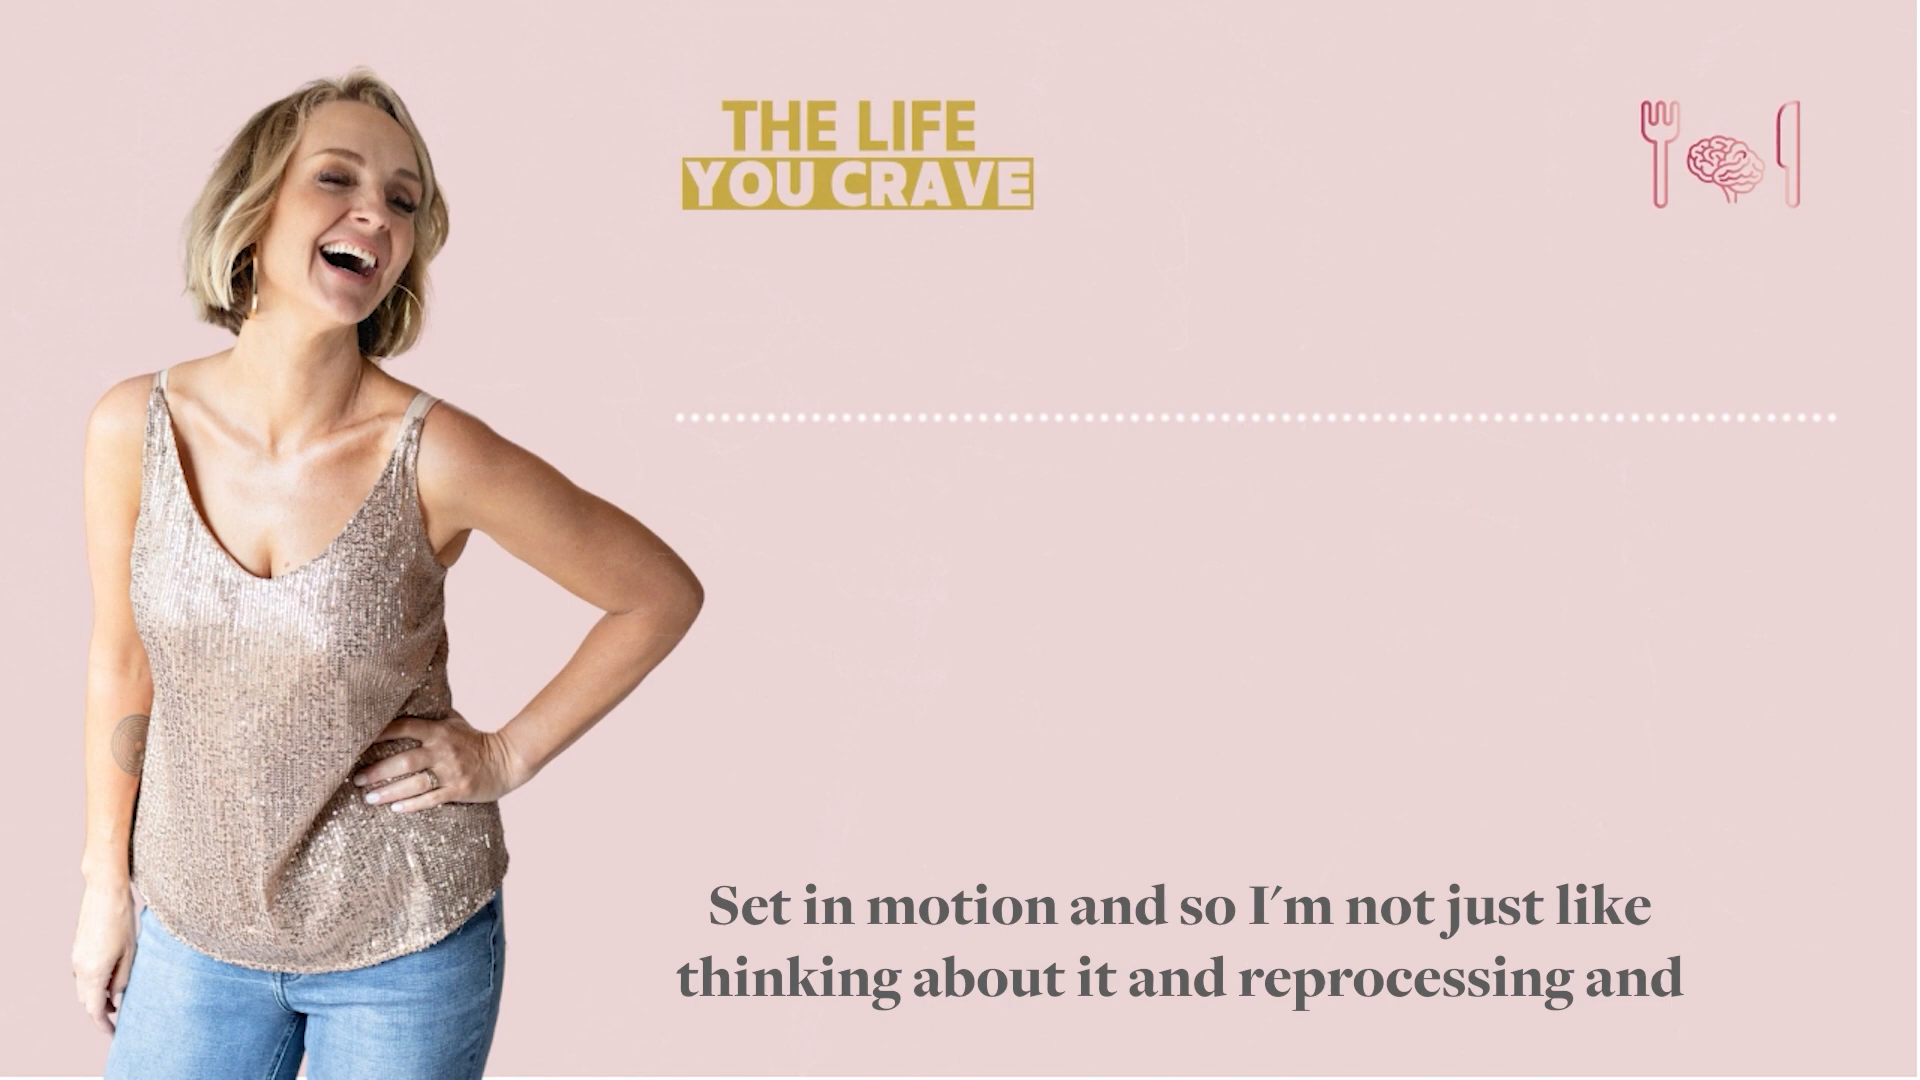 THE LIFE
YOU CRAVE
Set in motion and so I'm not just like
thinking about it and reprocessing and